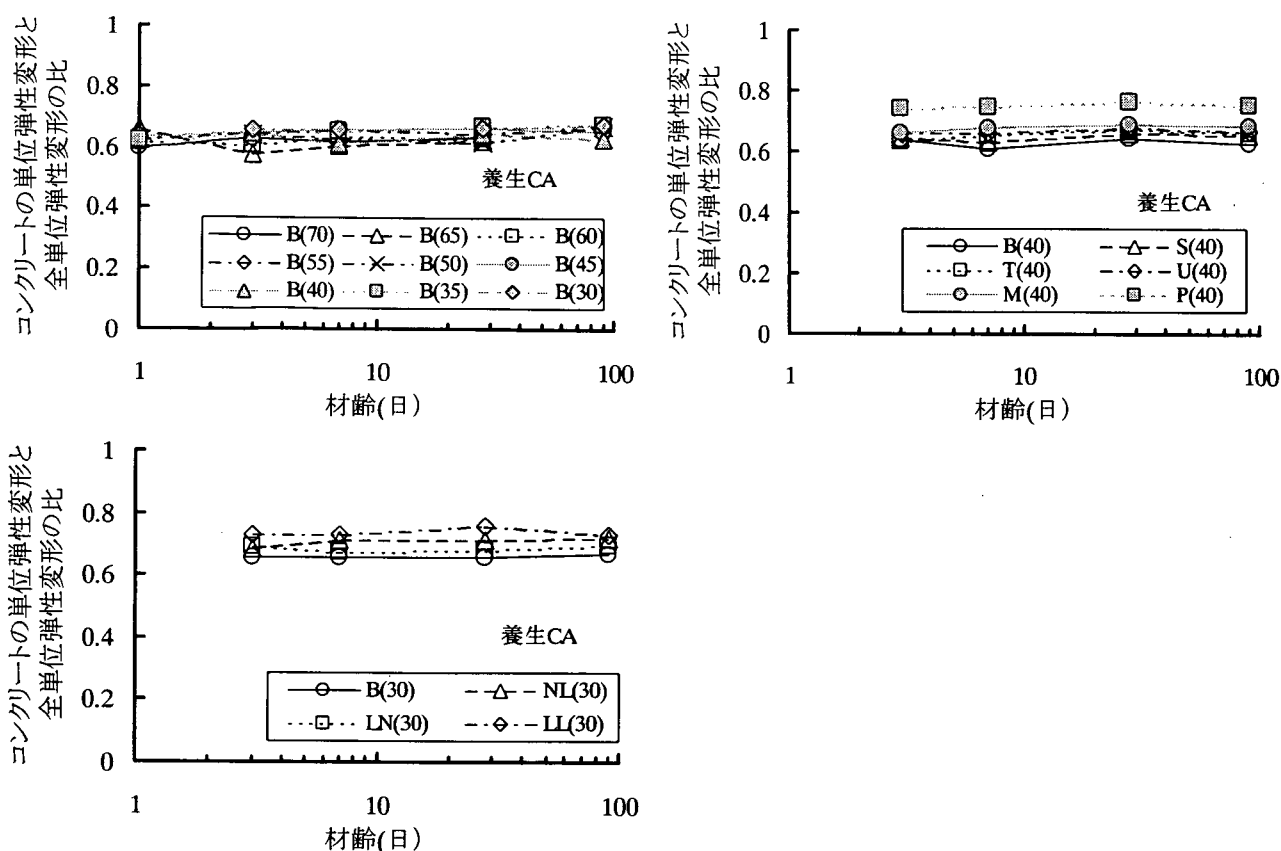 コンクリートの単位弾性変形と
全単位弾性変形の比
1
0.8
0.6
0.4
0.2
0
養生CA
B(70) B(65) B(60)
B(55) B(50) B(45)
B(40) B(35) B(30)
1 10 100
材齢(日)
コンクリートの単位弾性変形と
全単位弾性変形の比
1
0.8
0.6
0.4
0.2
0
養生CA
B(40) S(40)
T(40) U(40)
M(40) P(40)
1 10 100
材齢(日)
コンクリートの単位弾性変形と
全単位弾性変形の比
1
0.8
0.6
0.4
0.2
0
養生CA
B(30) NL(30)
LN(30) LL(30)
1 10 100
材齢(日)